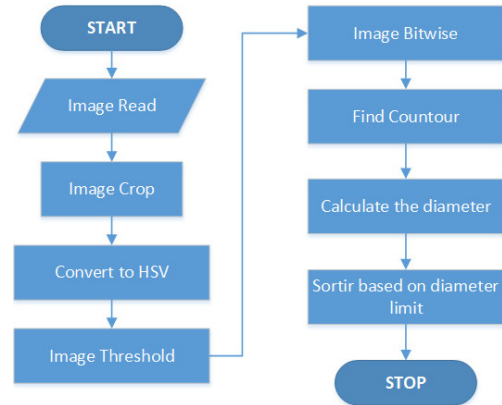 START
Image Read
Image Crop
Convert to HSV
Image Threshold
Image Bitwise
Find Countour
Calculate the diameter
Sortir based on diameter
limit
STOP